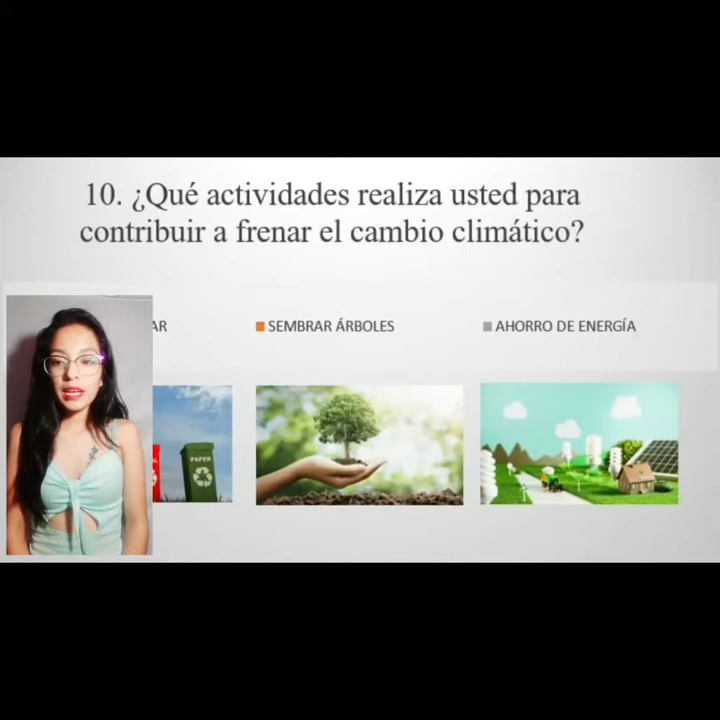 10. ¿Qué actividades realiza usted para
contribuir a frenar el cambio climático?
AR
SEMBRAR ÁRBOLES
AHORRO DE ENERGÍA
PAPER